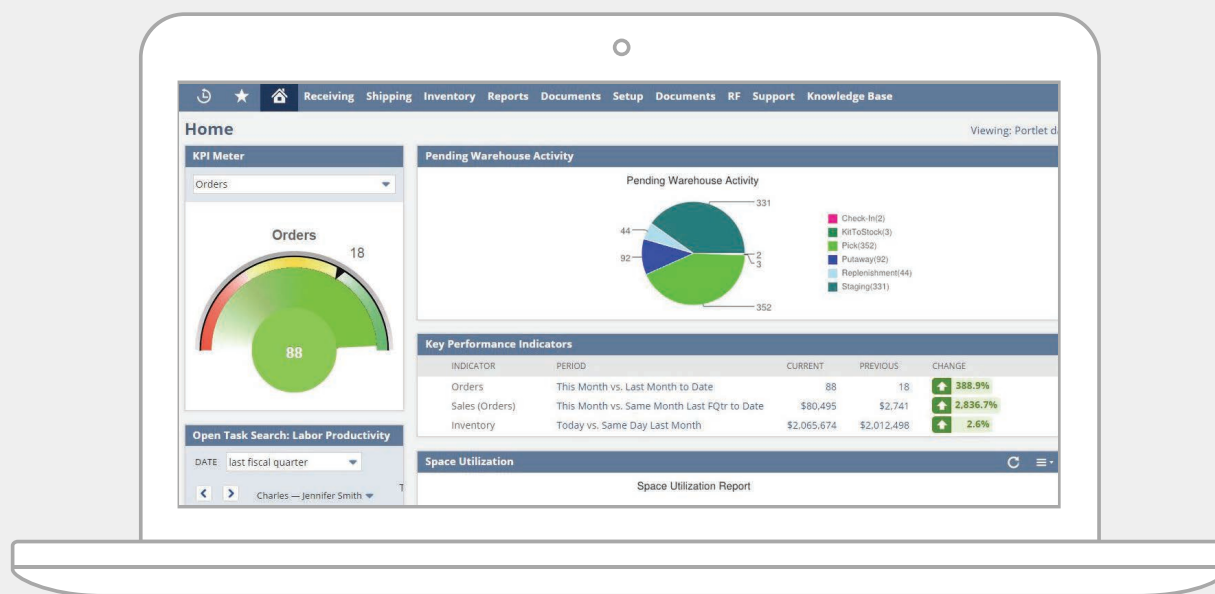 Receiving Shipping Inventory Reports Documents Setup Documents RF Support Knowledge Base
Home
Viewing: Portlet d
KPI Meter
Orders
Orders
18
88
Open Task Search: Labor Productivity
DATE last fiscal quarter
Charles — Jennifer Smith
Pending Warehouse Activity
Pending Warehouse Activity
331
44
92
2
3
352
Check-In(2)
KitToStock(3)
Pick(352)
Putaway(92)
Replenishment(44)
Staging(331)
Key Performance Indicators
INDICATOR PERIOD CURRENT PREVIOUS CHANGE
Orders This Month vs. Last Month to Date 88 18 388.9%
Sales (Orders) This Month vs. Same Month Last FQtr to Date $80,495 $2,741 2,836.7%
Inventory Today vs. Same Day Last Month $2,065,674 $2,012,498 2.6%
Space Utilization
Space Utilization Report